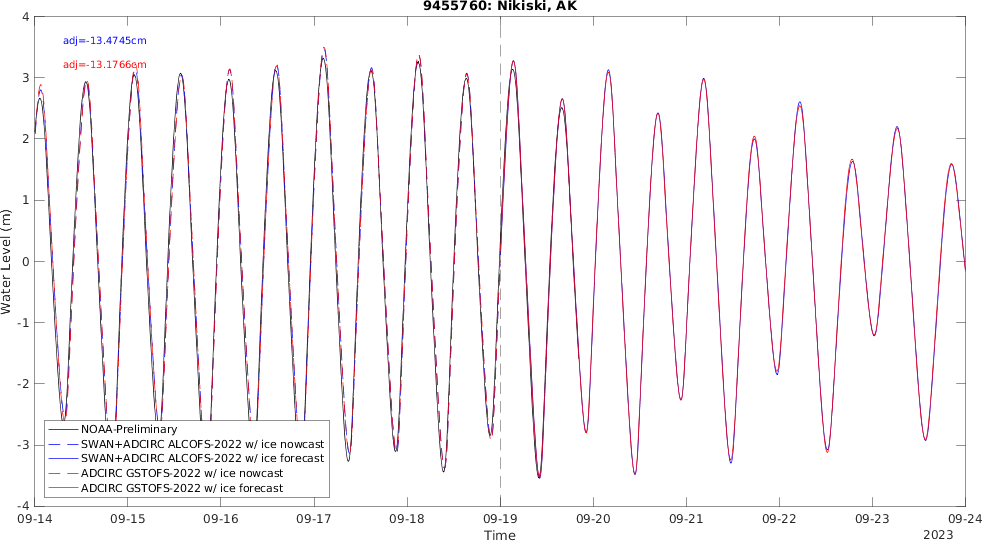 9455760: Nikiski, AK
adj=-13.4745cm
adj=-13.1766cm
Water Level (m)
4
3
2
1
0
-1
-2
-3
-4
NOAA-Preliminary
SWAN+ADCIRC ALCOFS-2022 w/ ice nowcast
SWAN+ADCIRC ALCOFS-2022 w/ ice forecast
ADCIRC GSTOFS-2022 w/ ice nowcast
ADCIRC GSTOFS-2022 w/ ice forecast
09-14 09-15 09-16 09-17 09-18 09-19 09-20 09-21 09-22 09-23 09-24
Time
2023